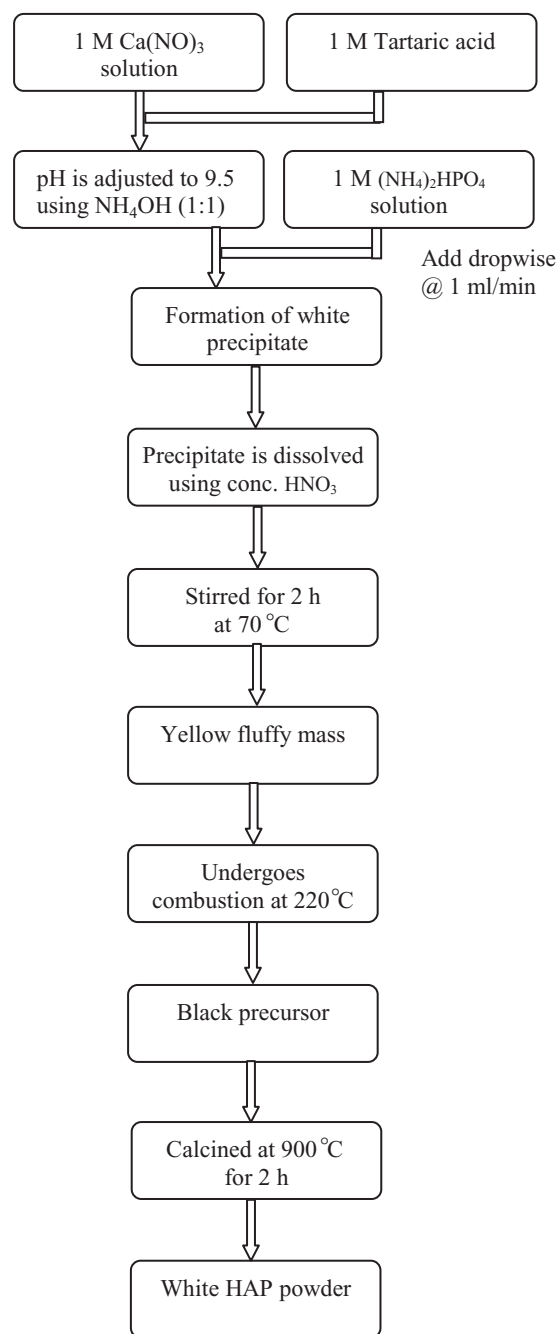 1 M Ca(NO)₃
solution
1 M Tartaric acid
pH is adjusted to 9.5
using NH₄OH (1:1)
1 M (NH₄)₂HPO₄
solution
Add dropwise
@ 1 ml/min
Formation of white
precipitate
Precipitate is dissolved
using conc. HNO₃
Stirred for 2 h
at 70 °C
Yellow fluffy mass
Undergoes
combustion at 220°C
Black precursor
Calcined at 900 °C
for 2 h
White HAP powder